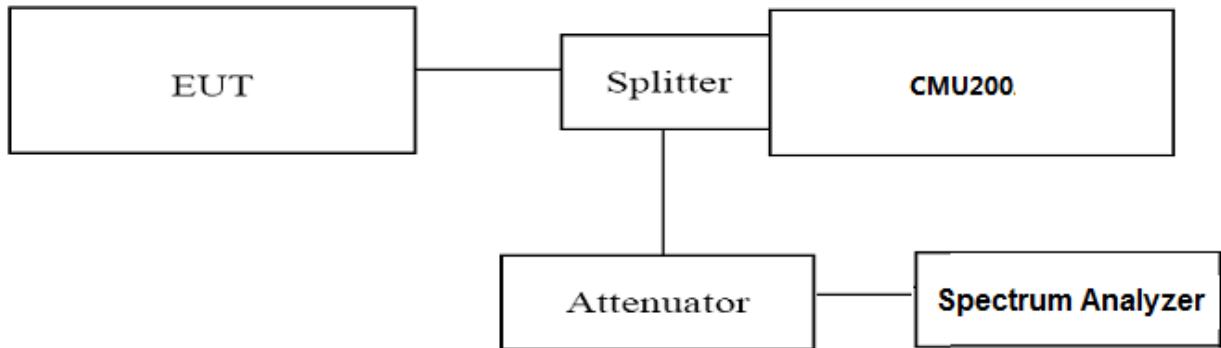 EUT
Splitter
CMU200.
Attenuator
Spectrum Analyzer